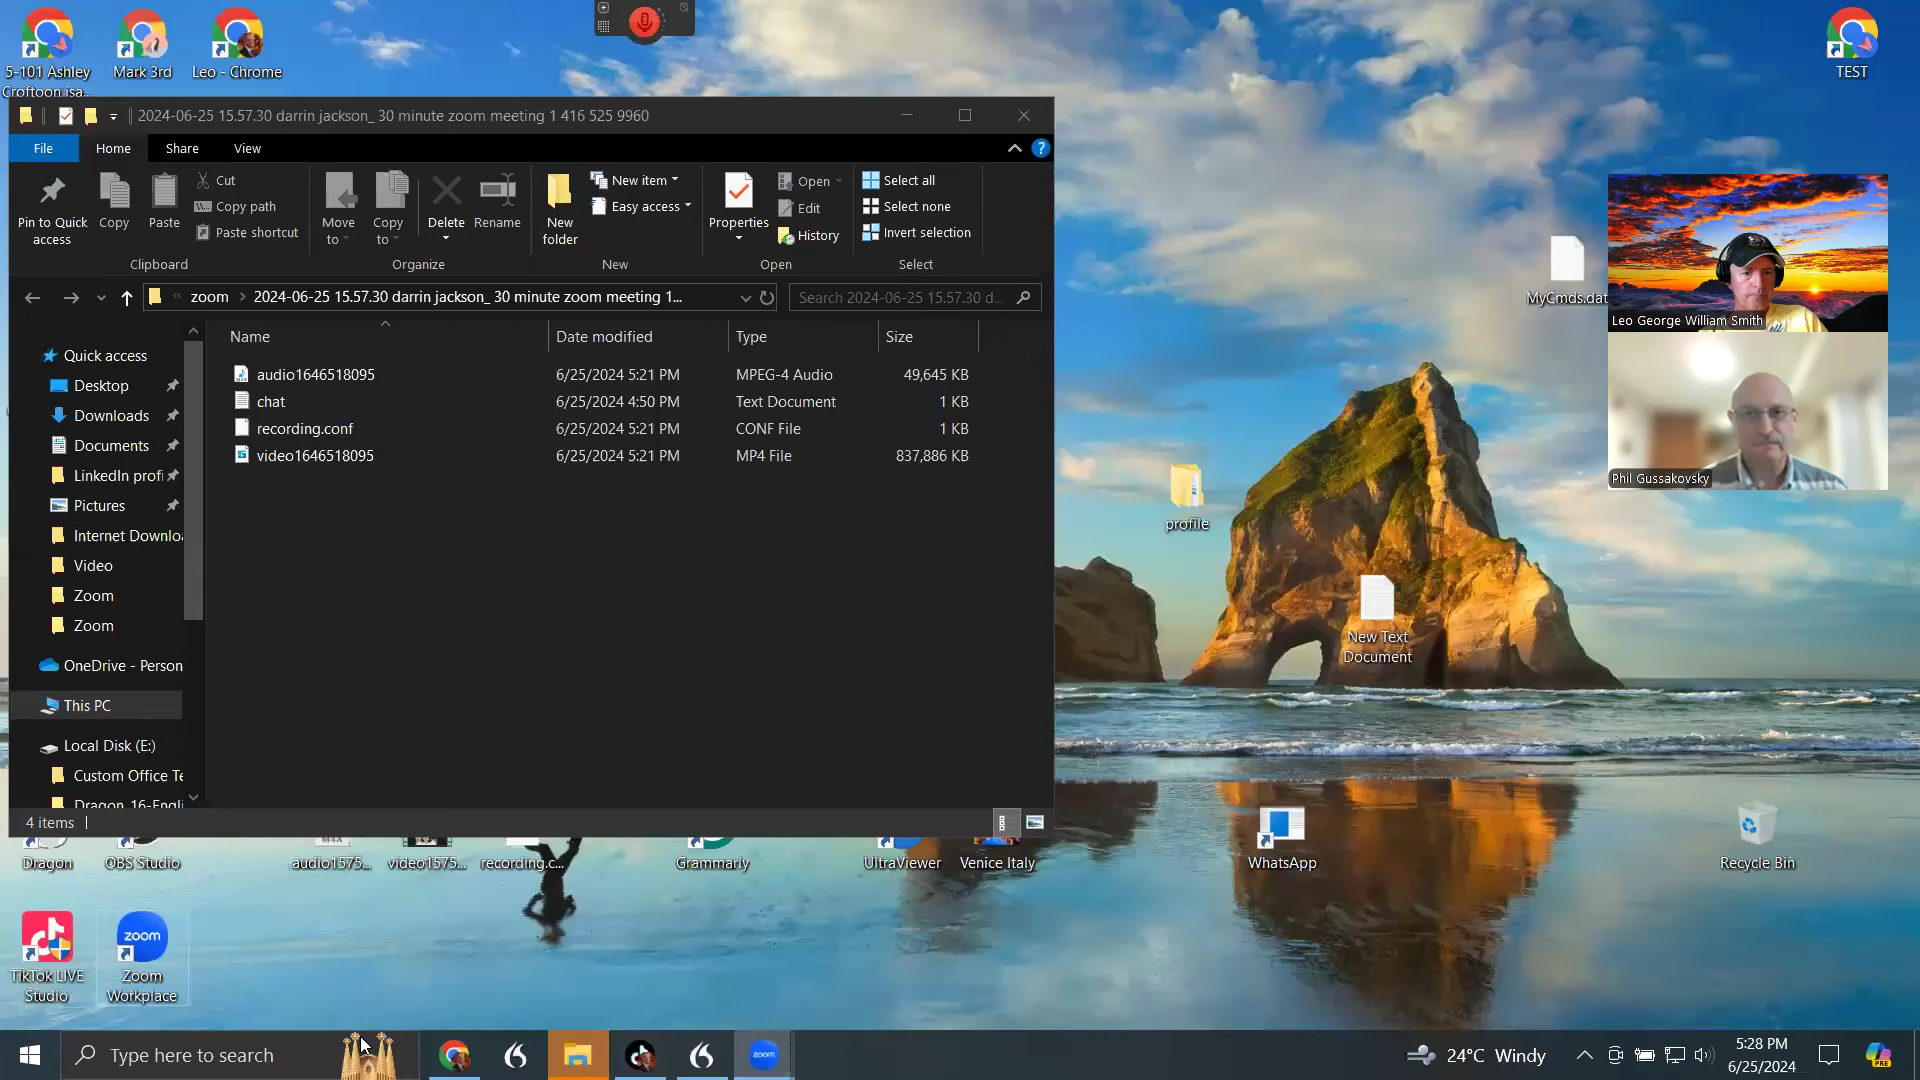 5-101 Ashley
Croftoon isa...
Mark 3rd
Leo - Chrome
TEST
2024-06-25 15.57.30 darrin jackson_ 30 minute zoom meeting 1 416 525 9960
File
Home
Share
View
Pin to Quick
access
Copy
Paste
Cut
Copy path
Paste shortcut
Clipboard
Move
to
Copy
to
Delete
Rename
Organize
New
folder
New item
Easy access
New
Properties
Open
Edit
History
Open
Select all
Select none
Invert selection
Select
zoom
2024-06-25 15.57.30 darrin jackson_ 30 minute zoom meeting 1...
Search 2024-06-25 15.57.30 d...
Name
Date modified
Type
Size
audio1646518095
6/25/2024 5:21 PM
MPEG-4 Audio
49,645 KB
chat
6/25/2024 4:50 PM
Text Document
1 KB
recording.conf
6/25/2024 5:21 PM
CONF File
1 KB
video1646518095
6/25/2024 5:21 PM
MP4 File
837,886 KB
Quick access
Desktop
Downloads
Documents
LinkedIn profi
Pictures
Internet Downlo
Video
Zoom
Zoom
OneDrive - Person
This PC
Local Disk (E:)
Custom Office Te
Dragon 16-Engli
4 items
MyCmds.dat
Leo George William Smith
Phil Gussakovsky
profile
New Text
Document
Dragon
OBS Studio
audio1575...
video1575...
recording.c...
Grammarly
UltraViewer
Venice Italy
WhatsApp
Recycle Bin
TikTok LIVE
Studio
zoom
Zoom
Workplace
Type here to search
zoom
24°C Windy
5:28 PM
6/25/2024
PRE